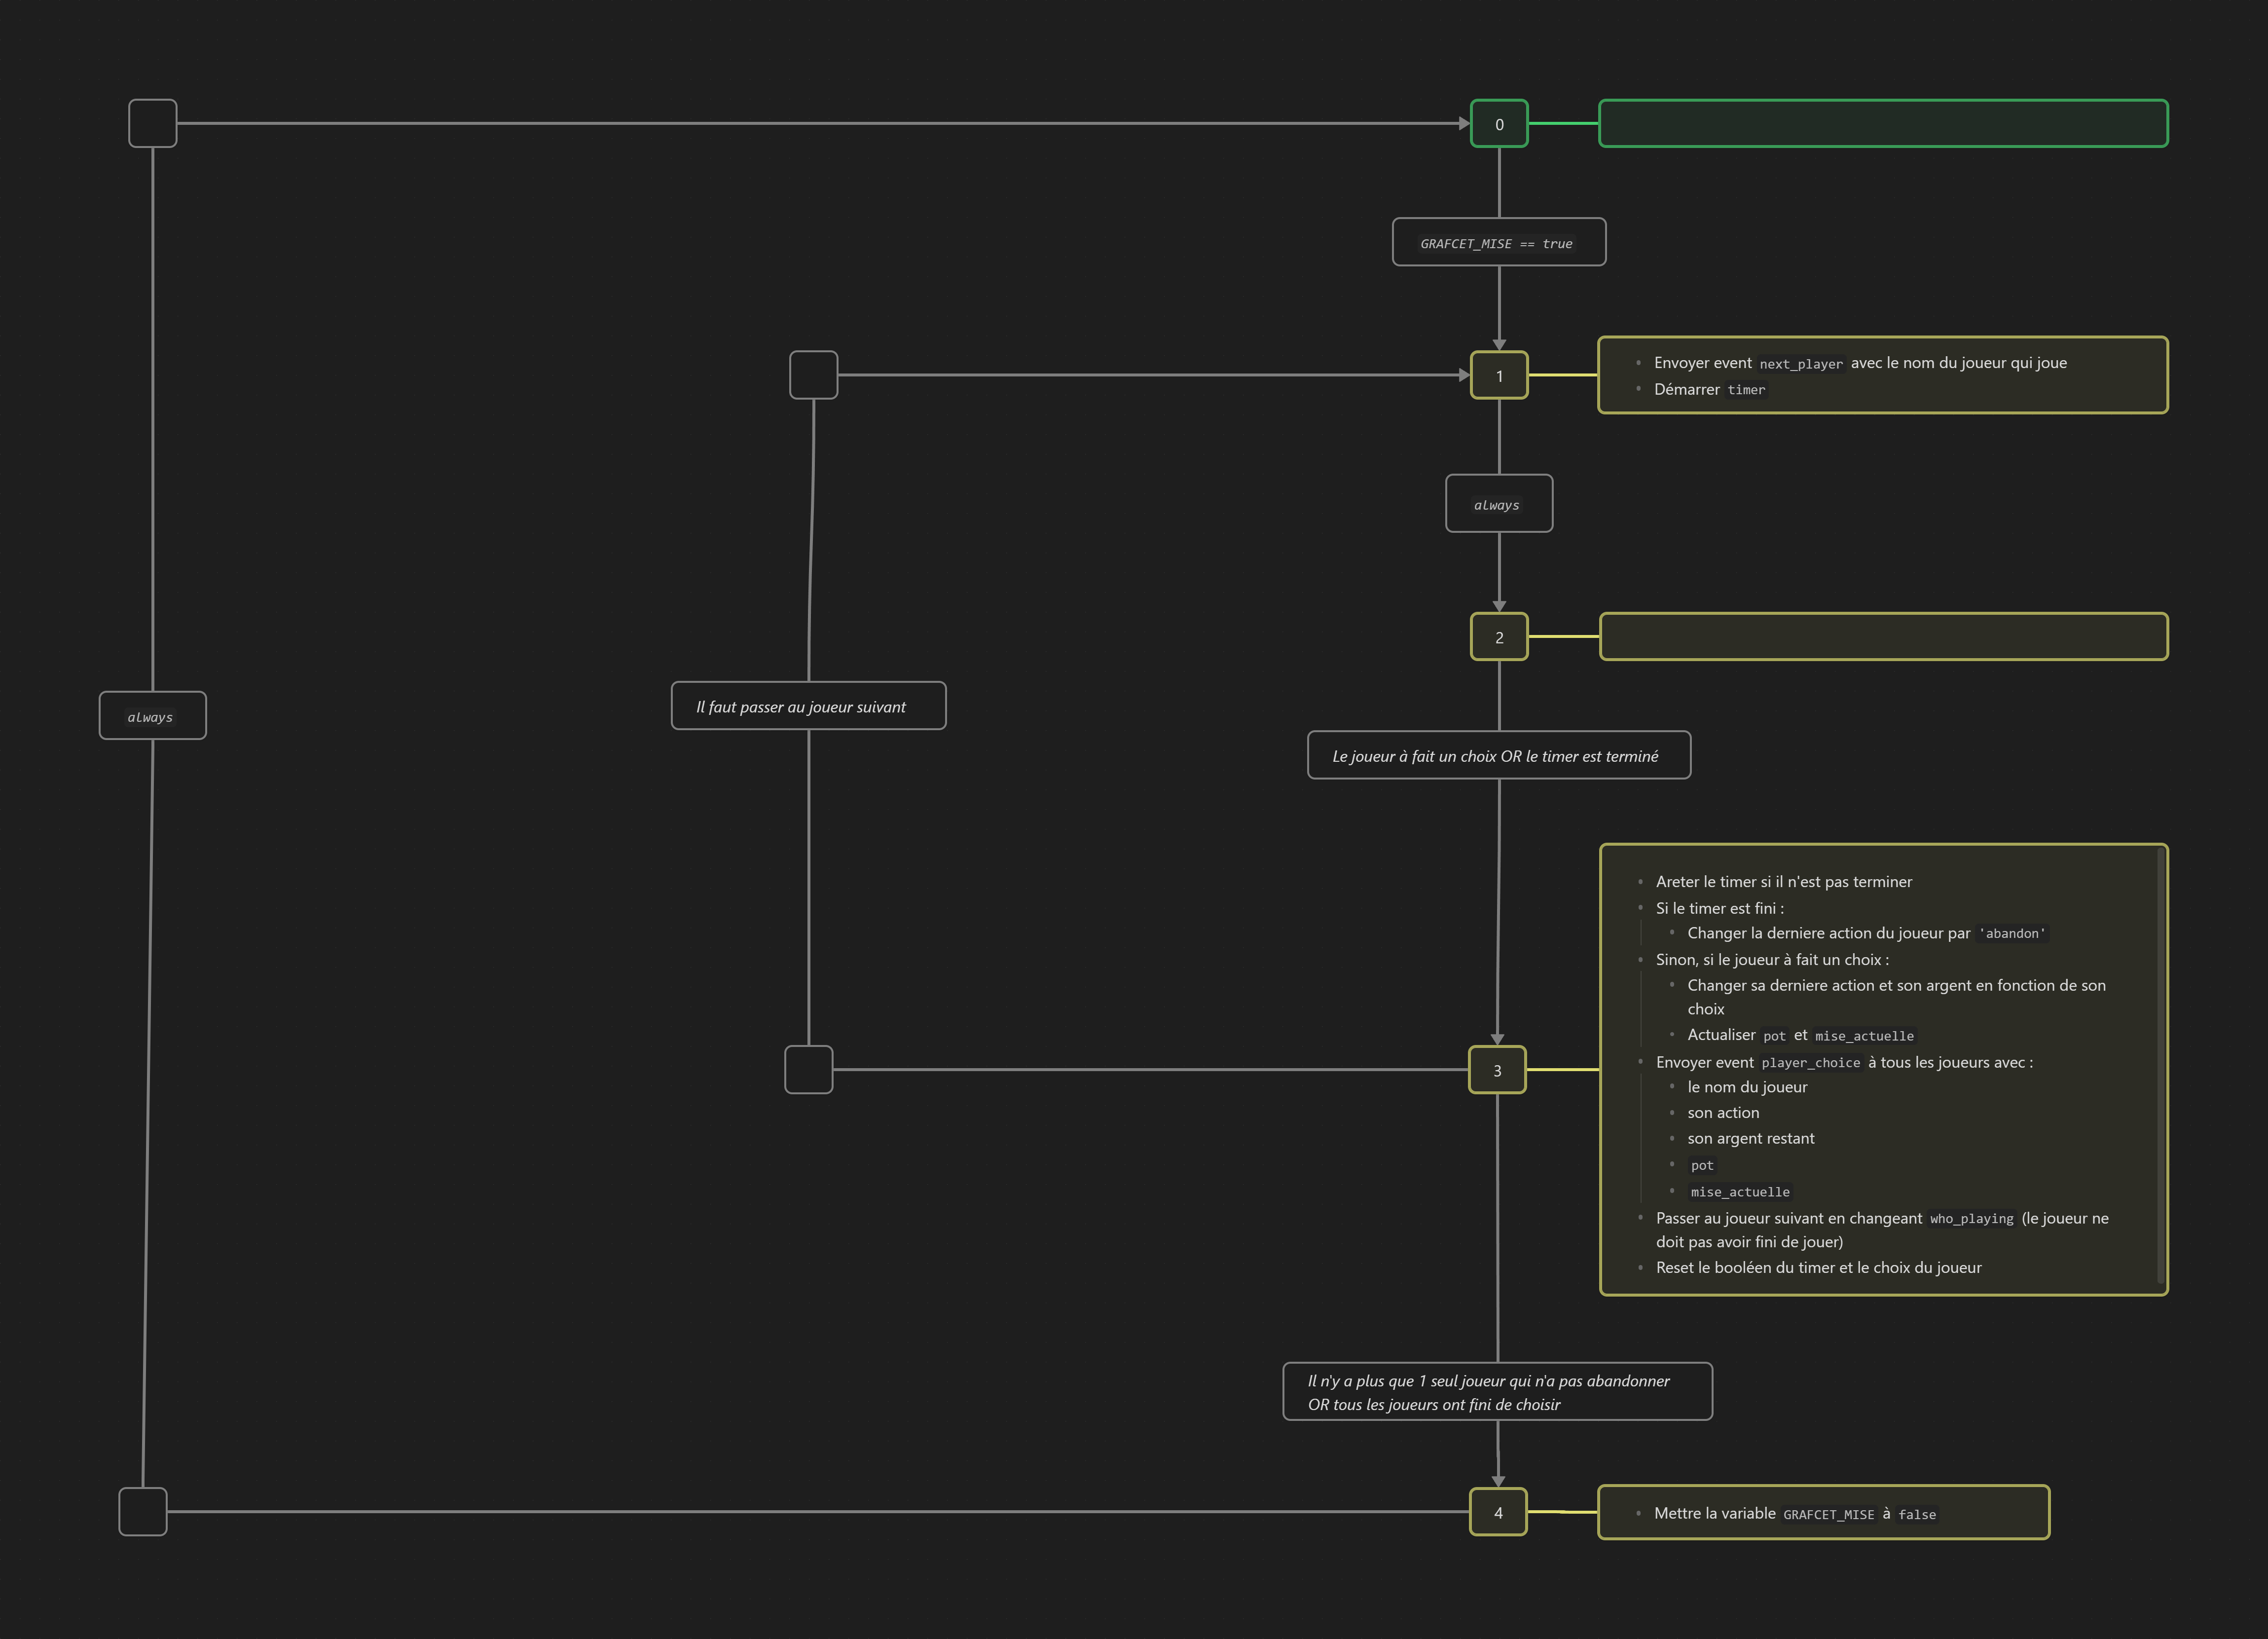 0
GRAFCET_MISE == true
1
Envoyer event next_player avec le nom du joueur qui joue
Démarrer timer
always
2
always
Il faut passer au joueur suivant
Le joueur à fait un choix OR le timer est terminé
Areter le timer si il n'est pas terminer
Si le timer est fini :
Changer la derniere action du joueur par 'abandon'
Sinon, si le joueur à fait un choix :
Changer sa derniere action et son argent en fonction de son
choix
Actualiser pot et mise_actuelle
3
Envoyer event player_choice à tous les joueurs avec :
le nom du joueur
son action
son argent restant
pot
mise_actuelle
Passer au joueur suivant en changeant who_playing (le joueur ne
doit pas avoir fini de jouer)
Reset le booléen du timer et le choix du joueur
Il n'y a plus que 1 seul joueur qui n'a pas abandonner
OR tous les joueurs ont fini de choisir
4
Mettre la variable GRAFCET_MISE à false